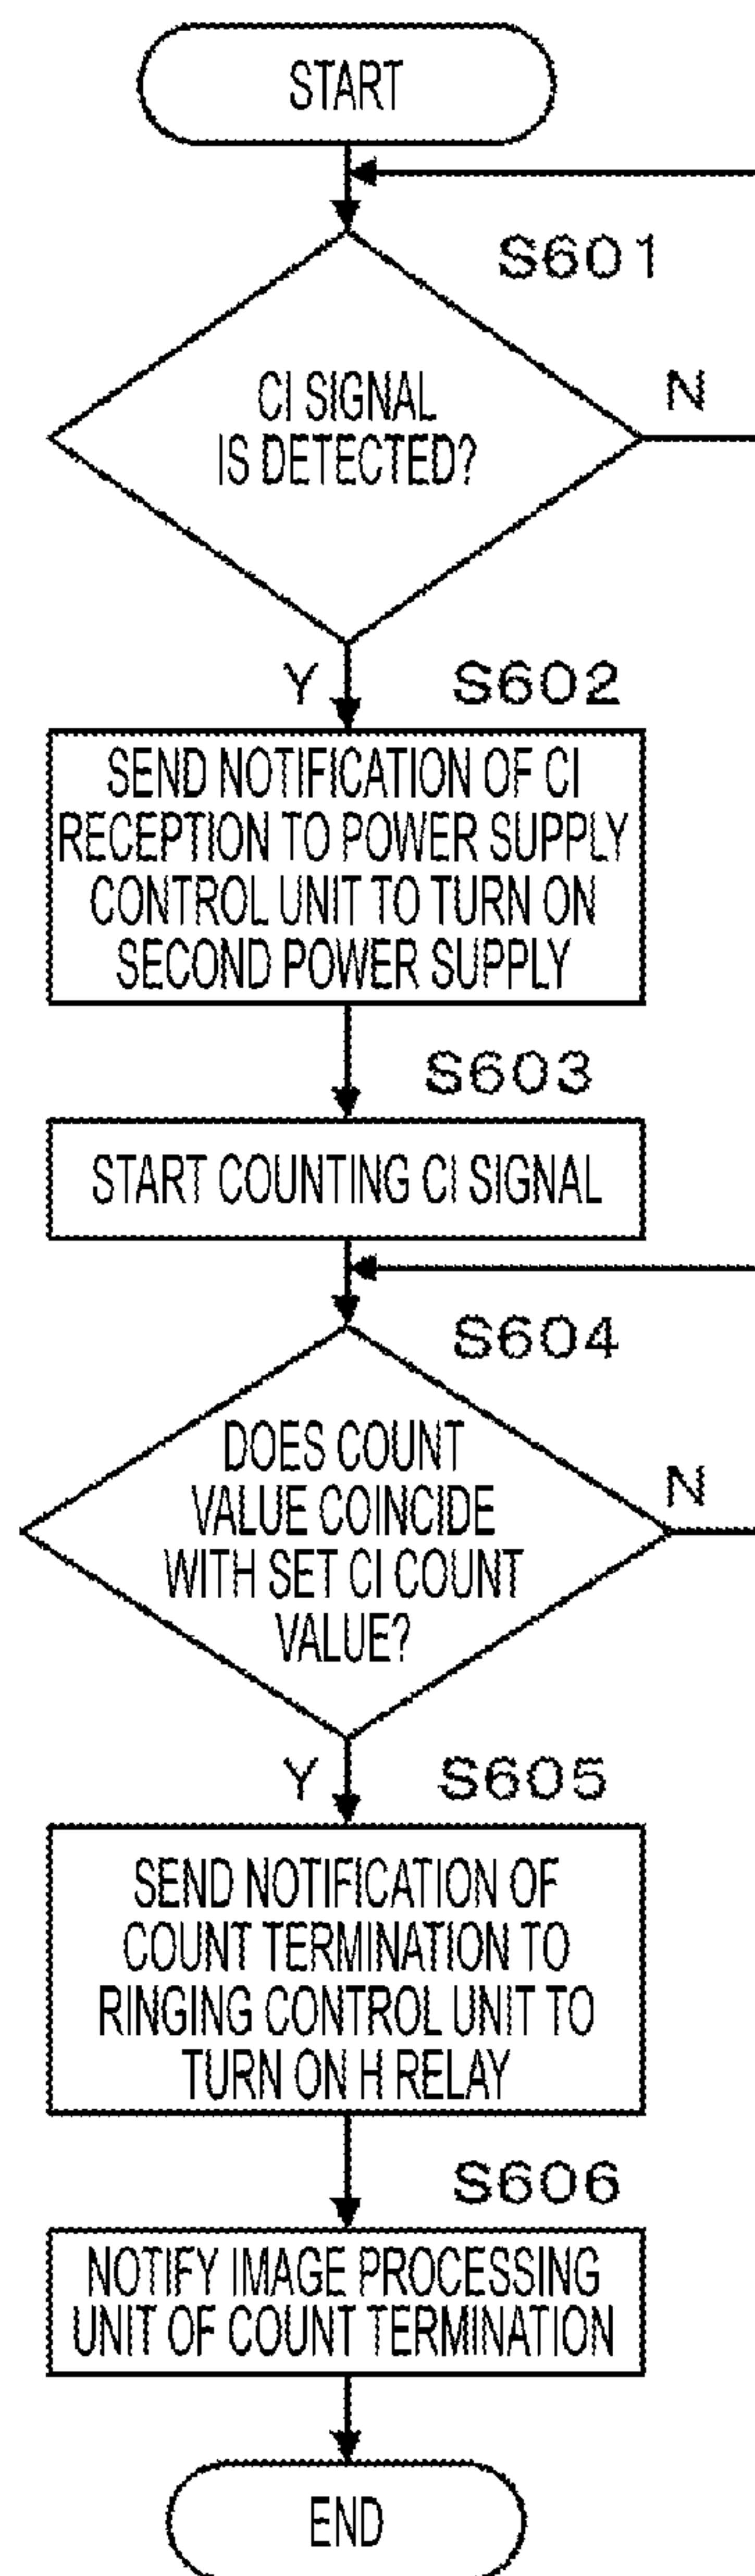 START
S601
CI SIGNAL
IS DETECTED?
N
Y
S602
SEND NOTIFICATION OF CI
RECEPTION TO POWER SUPPLY
CONTROL UNIT TO TURN ON
SECOND POWER SUPPLY
S603
START COUNTING CI SIGNAL
S604
DOES COUNT
VALUE COINCIDE
WITH SET CI COUNT
VALUE?
N
Y
S605
SEND NOTIFICATION OF
COUNT TERMINATION TO
RINGING CONTROL UNIT TO
TURN ON H RELAY
S606
NOTIFY IMAGE PROCESSING
UNIT OF COUNT TERMINATION
END